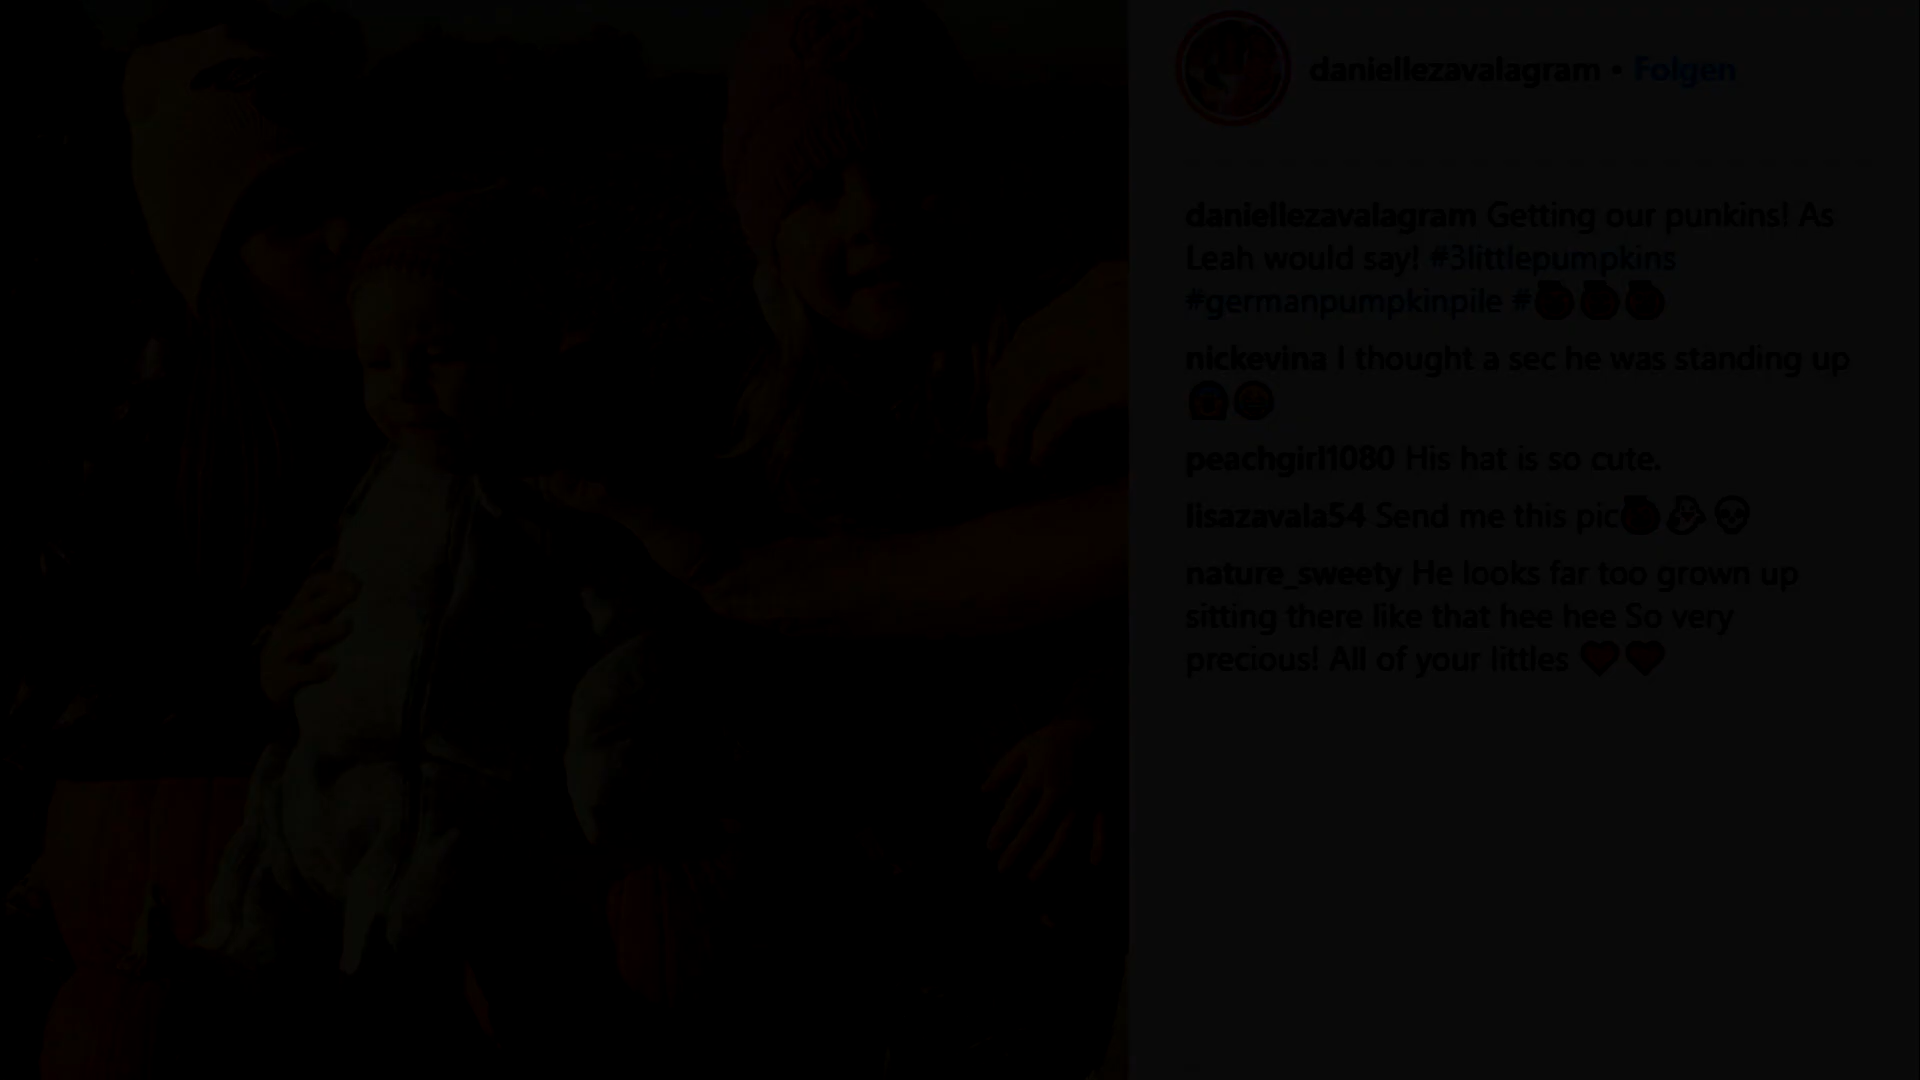 daniellezavalagram • Folgen
daniellezavalagram Getting our punkins! As
Leah would say! #3littlepumpkins
#germanpumpkinpile #🎃🎃🎃
nickevina I thought a sec he was standing up
😱😂
peachgirl1080 His hat is so cute.
lisazavala54 Send me this pic🎃👻💀
nature_sweety He looks far too grown up
sitting there like that hee hee So very
precious! All of your littles ❤❤